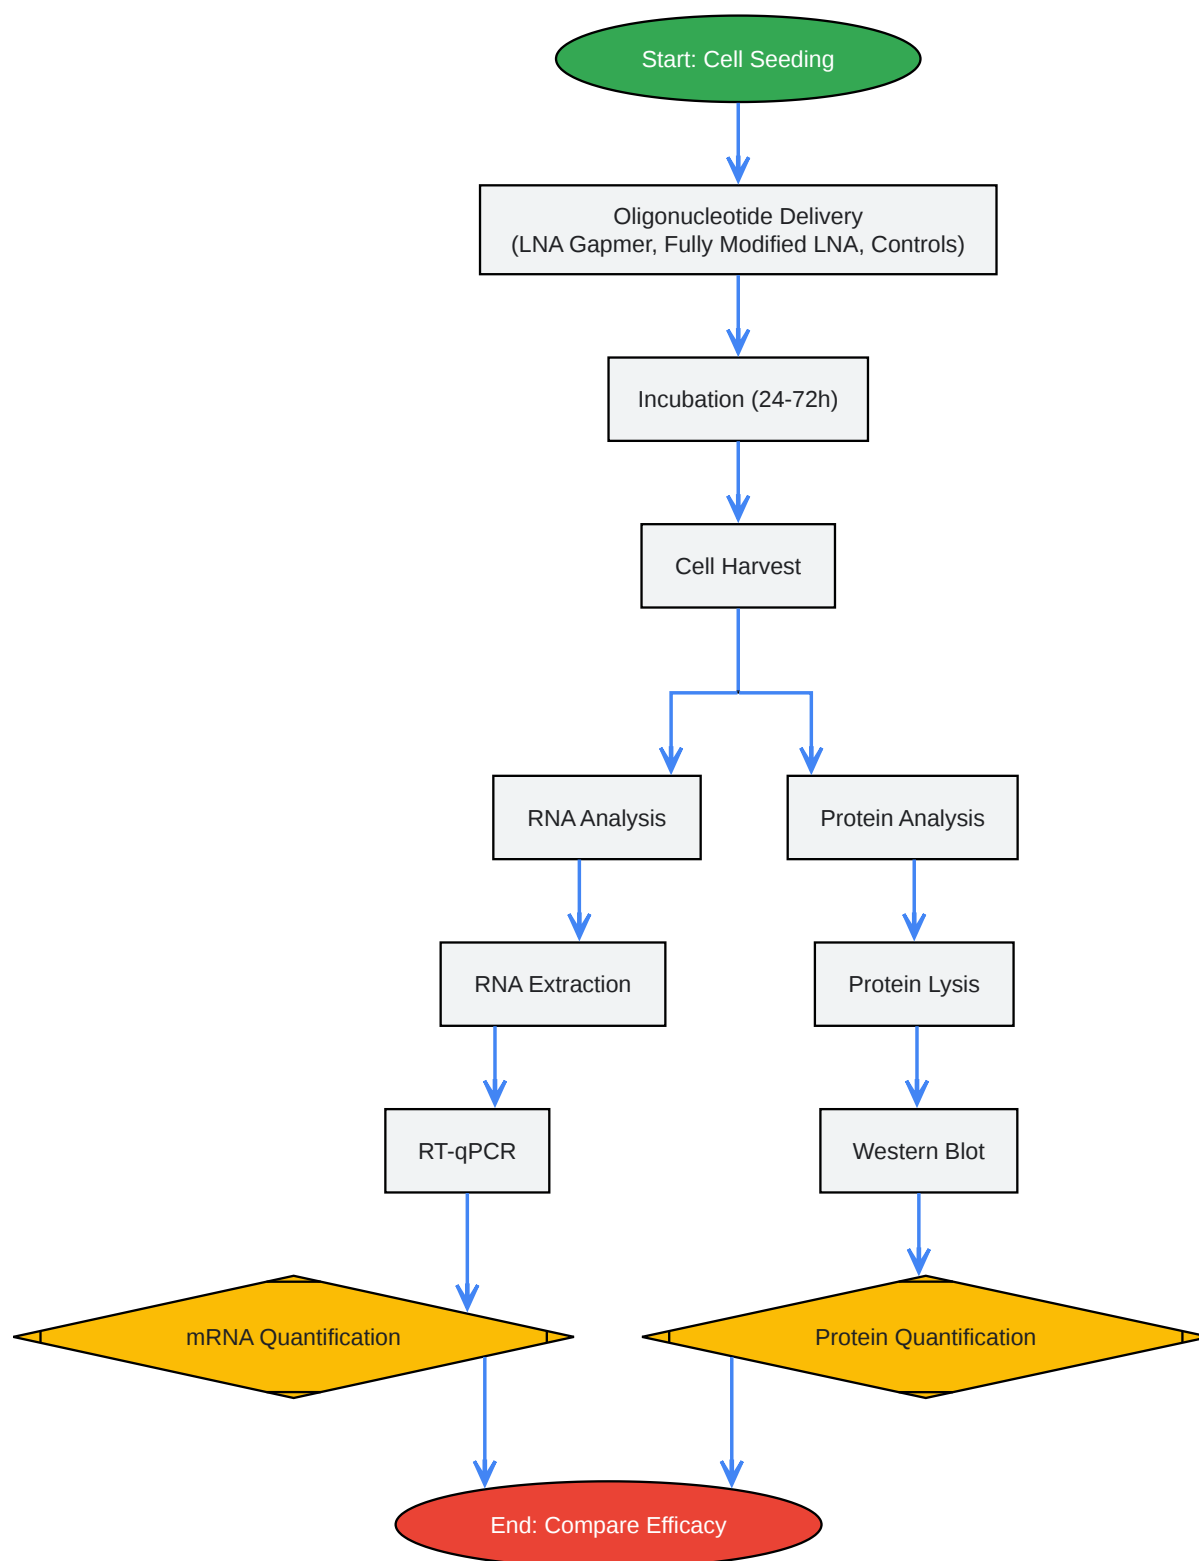 Start: Cell Seeding
Oligonucleotide Delivery
(LNA Gapmer, Fully Modified LNA, Controls)
Incubation (24-72h)
Cell Harvest
RNA Analysis
Protein Analysis
RNA Extraction
Protein Lysis
RT-qPCR
Western Blot
mRNA Quantification
Protein Quantification
End: Compare Efficacy